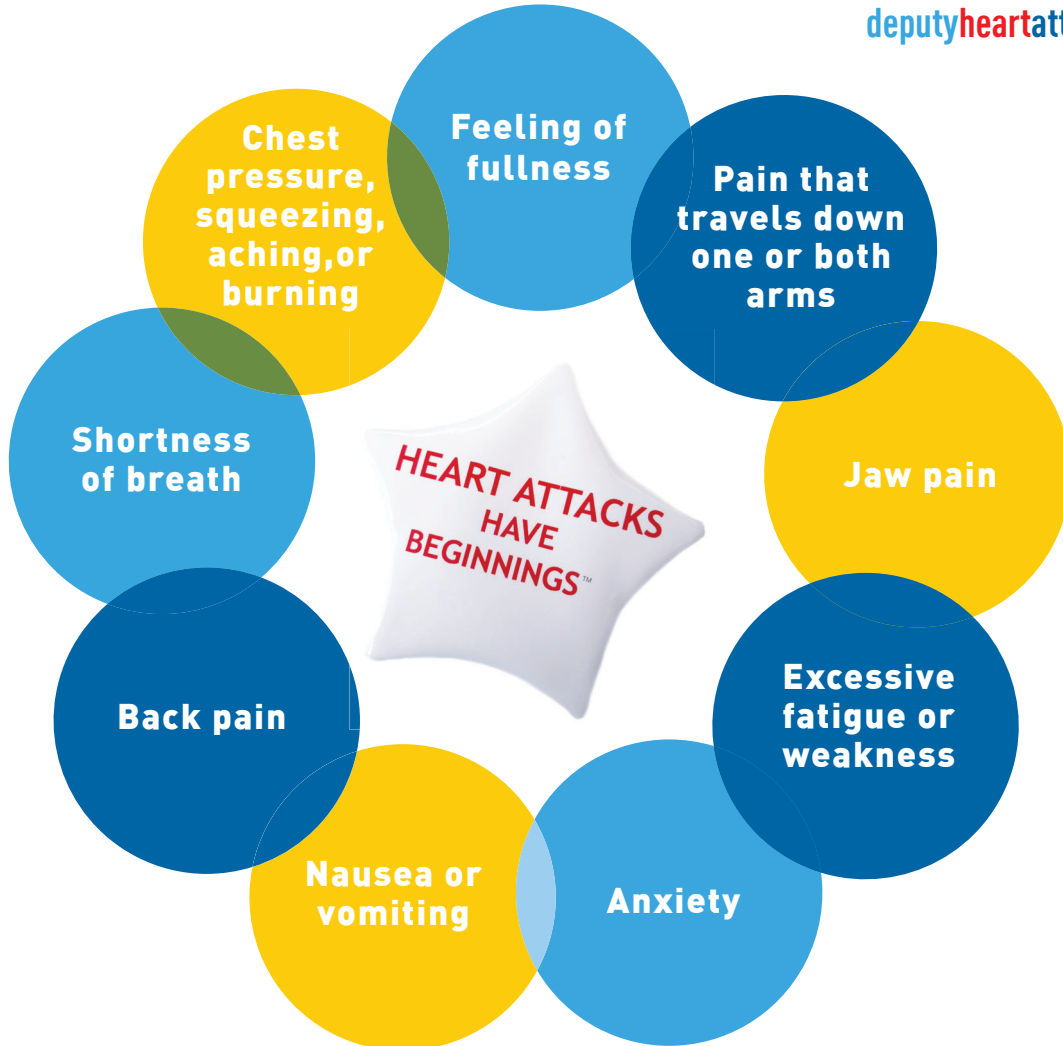 deputyheartatt
Feeling of
fullness
Chest
pressure,
squeezing,
aching,or
burning
Pain that
travels down
one or both
arms
Shortness
of breath
HEART ATTACKS
HAVE
BEGINNINGS™
Jaw pain
Back pain
Excessive
fatigue or
weakness
Nausea or
vomiting
Anxiety